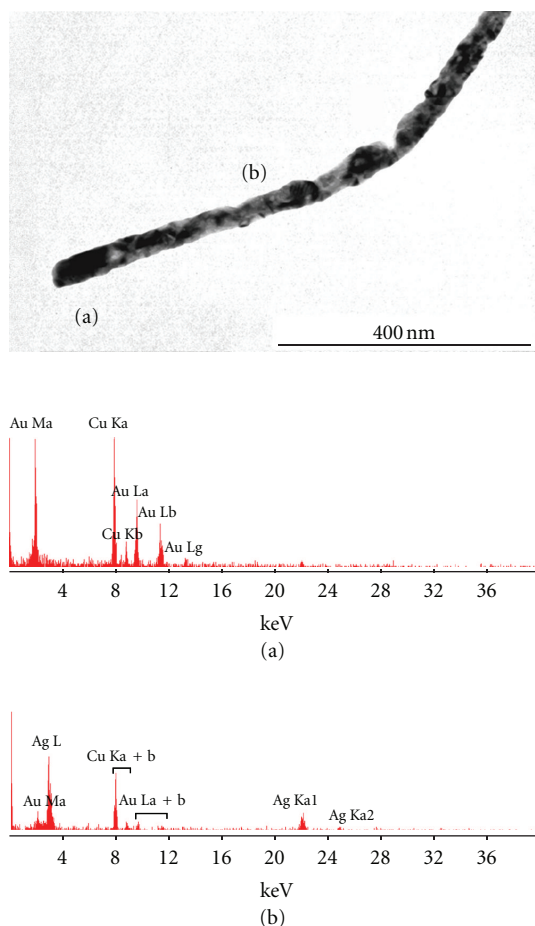 (b)
(a)
400 nm
Au Ma
Cu Ka
Au La
Au Lb
Cu Kb
Au Lg
4 8 12 16 20 24 28 32 36
keV
(a)
Ag L
Cu Ka + b
Au Ma
Au La + b
Ag Ka1
Ag Ka2
4 8 12 16 20 24 28 32 36
keV
(b)